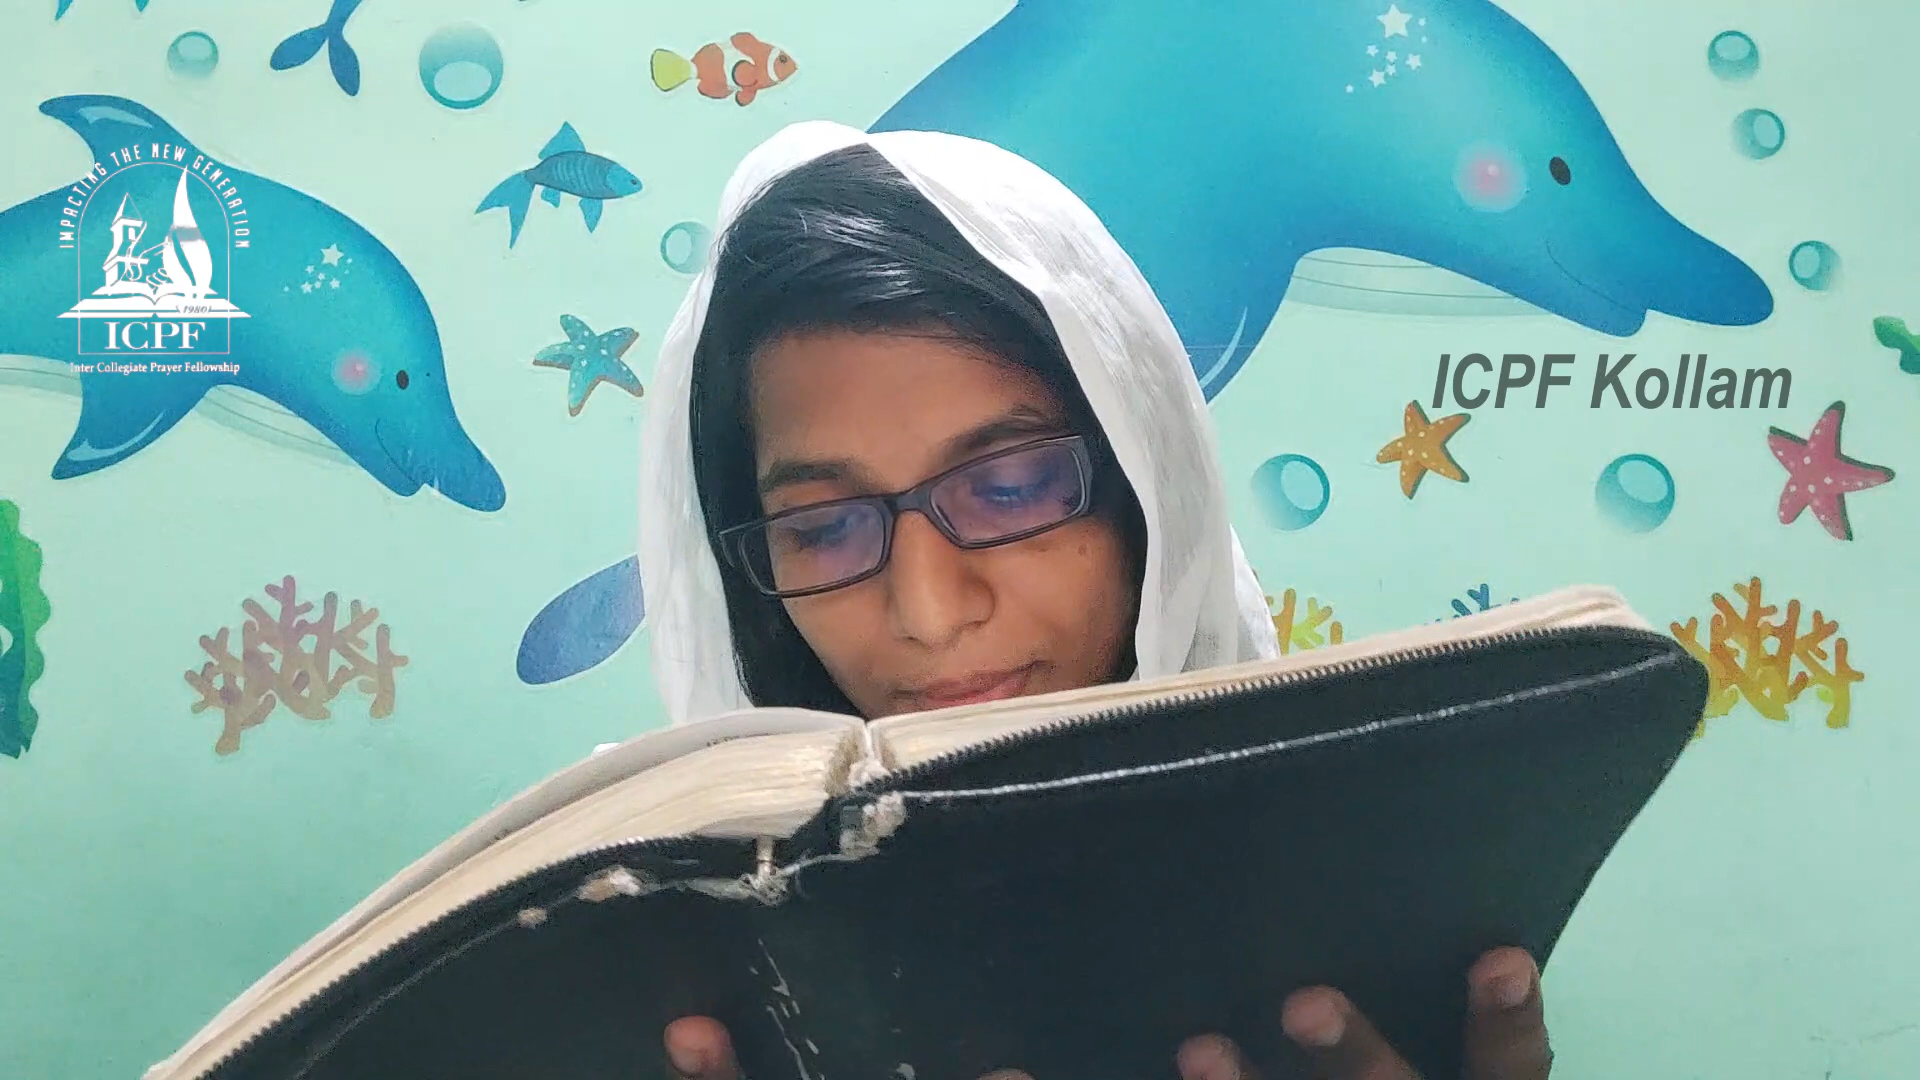 IMPACTING THE NEW GENERATION
1980
ICPF
Inter Collegiate Prayer Fellowship
ICPF Kollam